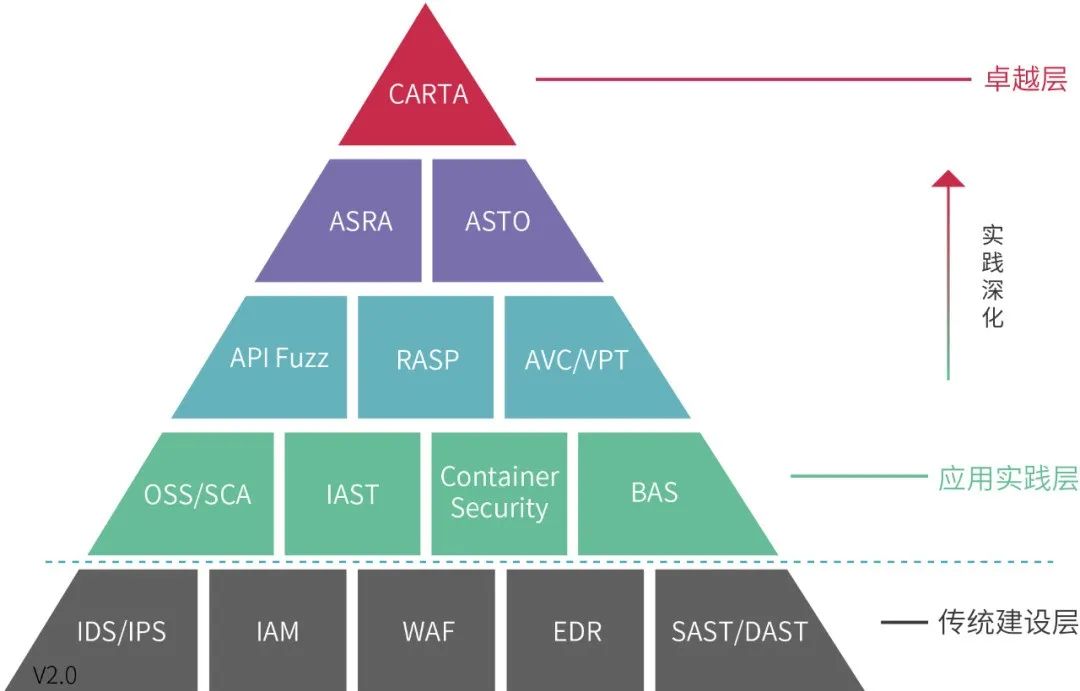 CARTA
卓越层
ASRA
ASTO
实践深化
API Fuzz
RASP
AVC/VPT
OSS/SCA
IAST
Container
Security
BAS
应用实践层
IDS/IPS
IAM
WAF
EDR
SAST/DAST
传统建设层
V2.0